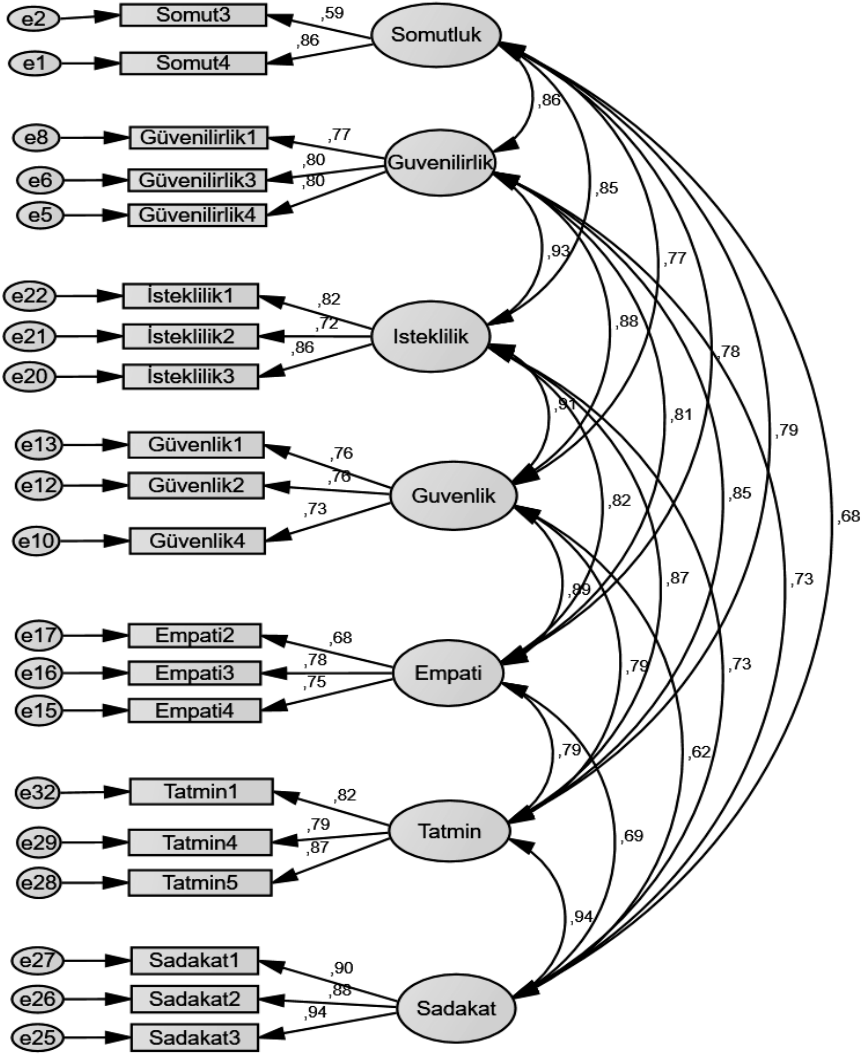 e2 Somut3 ,59 Somutluk
e1 Somut4 ,86
,86
e8 Güvenilirlik1 ,77
e6 Güvenilirlik3 ,80 Guvenilirlik
e5 Güvenilirlik4 ,80
,85
,93
,77
e22 İsteklilik1 ,82
e21 İsteklilik2 ,72 Isteklilik
e20 İsteklilik3 ,86
,88
,78
,91
,81
,79
e13 Güvenlik1 ,76
e12 Güvenlik2 ,76 Guvenlik
e10 Güvenlik4 ,73
,82
,85
,68
,89
,87
,73
e17 Empati2 ,68
e16 Empati3 ,78 Empati
e15 Empati4 ,75
,79
,73
,79
,62
e32 Tatmin1 ,82
e29 Tatmin4 ,79 Tatmin
e28 Tatmin5 ,87
,69
,94
e27 Sadakat1 ,90
e26 Sadakat2 ,88 Sadakat
e25 Sadakat3 ,94